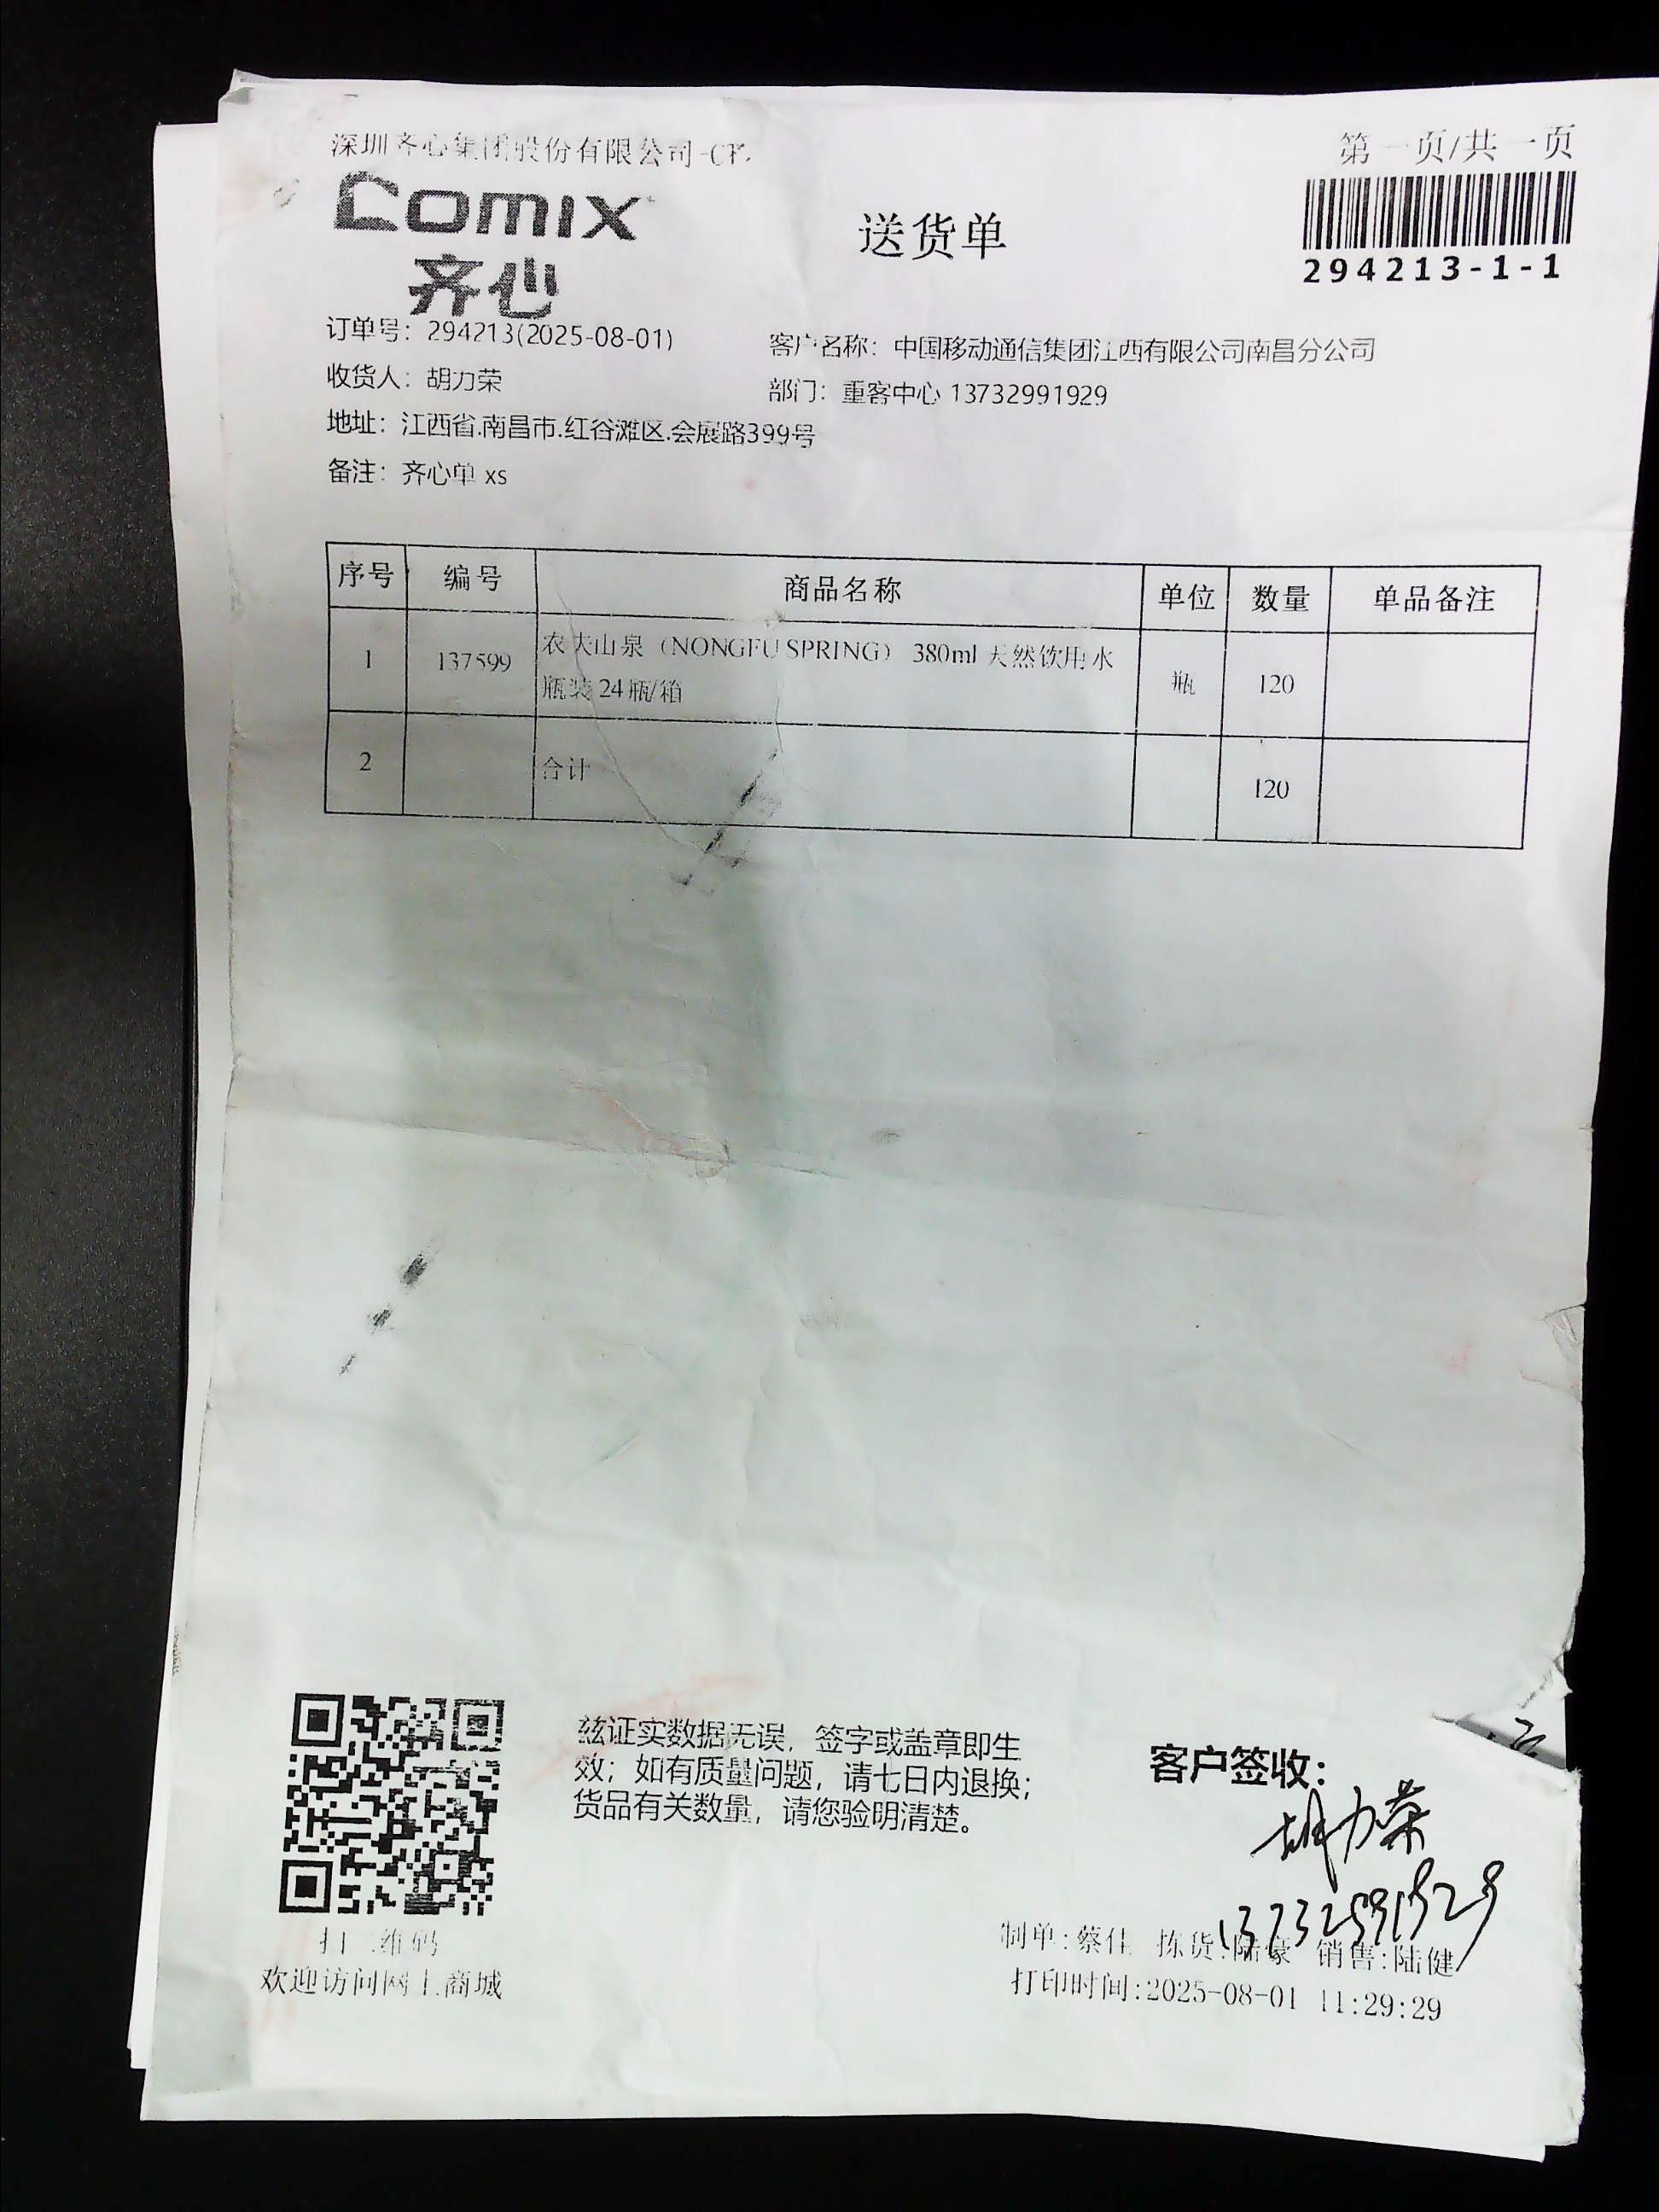 深圳齐心集团股份有限公司
第一页/共一页
comix
齐心
送货单
294213-1-1
订单号：294213(2025-08-01)
客户名称：中国移动通信集团江西有限公司南昌分公司
收货人：胡力荣
部门：重客中心 13732991929
地址：江西省.南昌市.红谷滩区.会展路399号
备注：齐心单 xs
序号 编号 商品名称 单位 数量 单品备注
1 137599 农夫山泉（NONGFU SPRING） 380ml 天然饮用水 瓶 120
瓶装 24瓶/箱
2 合计 120
兹证实数据无误，签字或盖章即生
效；如有质量问题，请七日内退换；
货品有关数量，请您验明清楚。
客户签收：
胡力荣
扫二维码
欢迎访问网上商城
制单:蔡佳 拣货:陆豪 销售:陆健
打印时间:2025-08-01 11:29:29